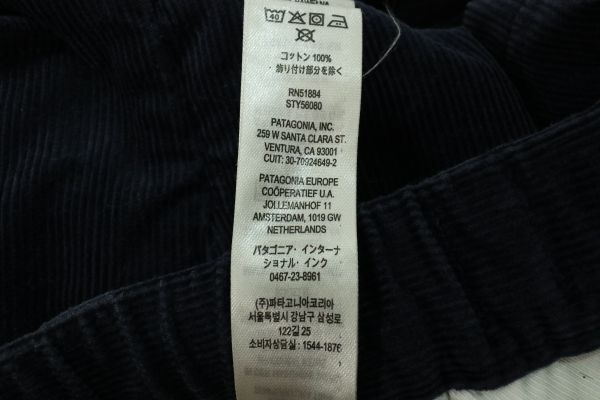 40
コットン 100%
飾り付け部分を除く
RN51884
STY56080
PATAGONIA, INC.
259 W SANTA CLARA ST.
VENTURA, CA 93001
CUIT: 30-70924649-2
PATAGONIA EUROPE
COÖPERATIEF U.A.
JOLLEMANHOF 11
AMSTERDAM, 1019 GW
NETHERLANDS
パタゴニア・インターナ
ショナル・インク
0467-23-8961
(주)파타고니아코리아
서울특별시 강남구 삼성로
122길 25
소비자상담실 : 1544-1876